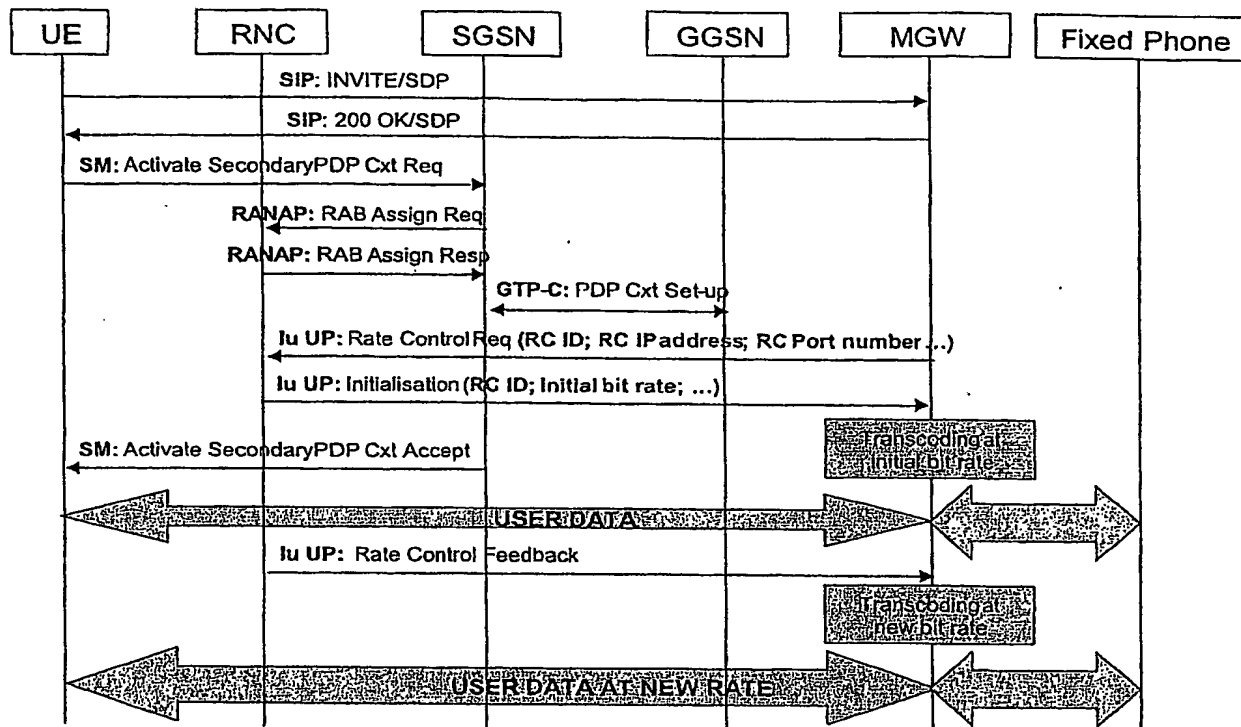 UE RNC SGSN GGSN MGW Fixed Phone
SIP: INVITE/SDP
SIP: 200 OK/SDP
SM: Activate SecondaryPDP Cxt Req
RANAP: RAB Assign Req
RANAP: RAB Assign Resp
GTP-C: PDP Cxt Set-up
Iu UP: Rate Control Req (RC ID; RC IP address; RC Port number ...)
Iu UP: Initialisation (RC ID; Initial bit rate; ...)
Transcoding at
initial bit rate
SM: Activate SecondaryPDP Cxt Accept
USER DATA
Iu UP: Rate Control Feedback
Transcoding at
new bit rate
USER DATA AT NEW RATE